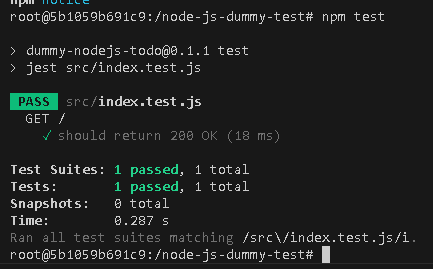 npm notice
root@5b1059b691c9:/node-js-dummy-test# npm test
> dummy-nodejs-todo@0.1.1 test
> jest src/index.test.js
PASS src/index.test.js
GET /
✓ should return 200 OK (18 ms)
Test Suites: 1 passed, 1 total
Tests: 1 passed, 1 total
Snapshots: 0 total
Time: 0.287 s
Ran all test suites matching /src\/index.test.js/i.
root@5b1059b691c9:/node-js-dummy-test#